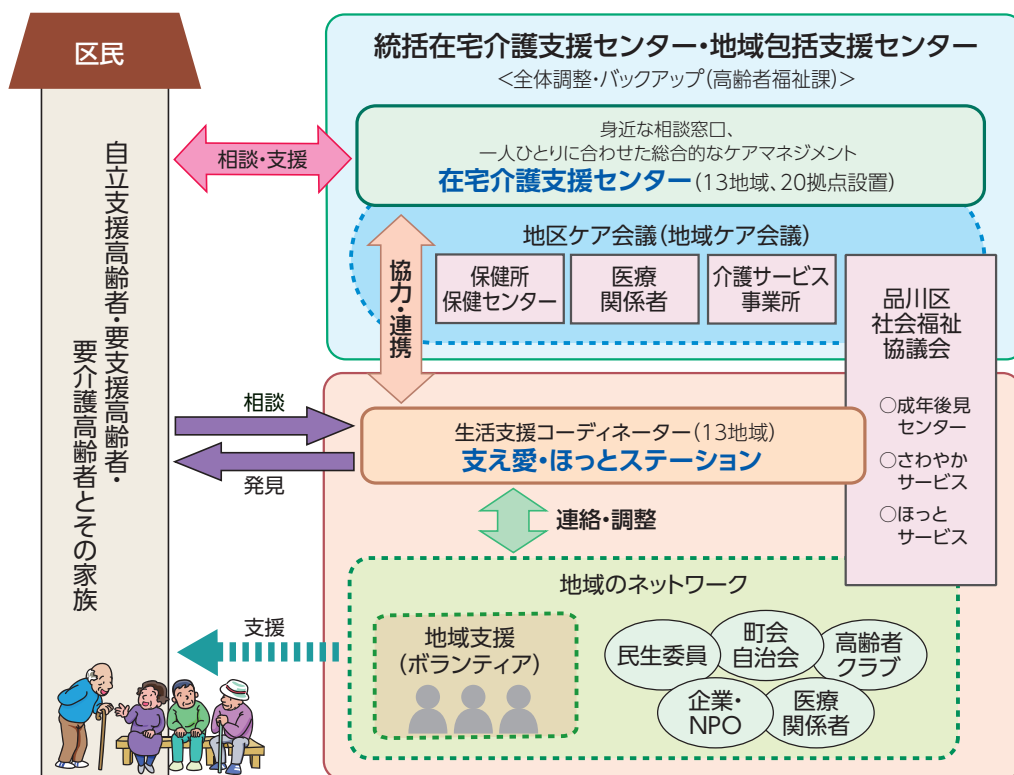 区民
自立支援高齢者・要支援高齢者・
要介護高齢者とその家族
統括在宅介護支援センター・地域包括支援センター
<全体調整・バックアップ(高齢者福祉課)>
身近な相談窓口、
一人ひとりに合わせた総合的なケアマネジメント
在宅介護支援センター(13地域、20拠点設置)
相談・支援
地区ケア会議(地域ケア会議)
保健所
保健センター
医療
関係者
介護サービス
事業所
品川区
社会福祉
協議会
○成年後見
センター
○さわやか
サービス
○ほっと
サービス
協力・連携
相談
発見
生活支援コーディネーター(13地域)
支え愛・ほっとステーション
連絡・調整
地域のネットワーク
支援
地域支援
(ボランティア)
民生委員
町会
自治会
高齢者
クラブ
企業・
NPO
医療
関係者